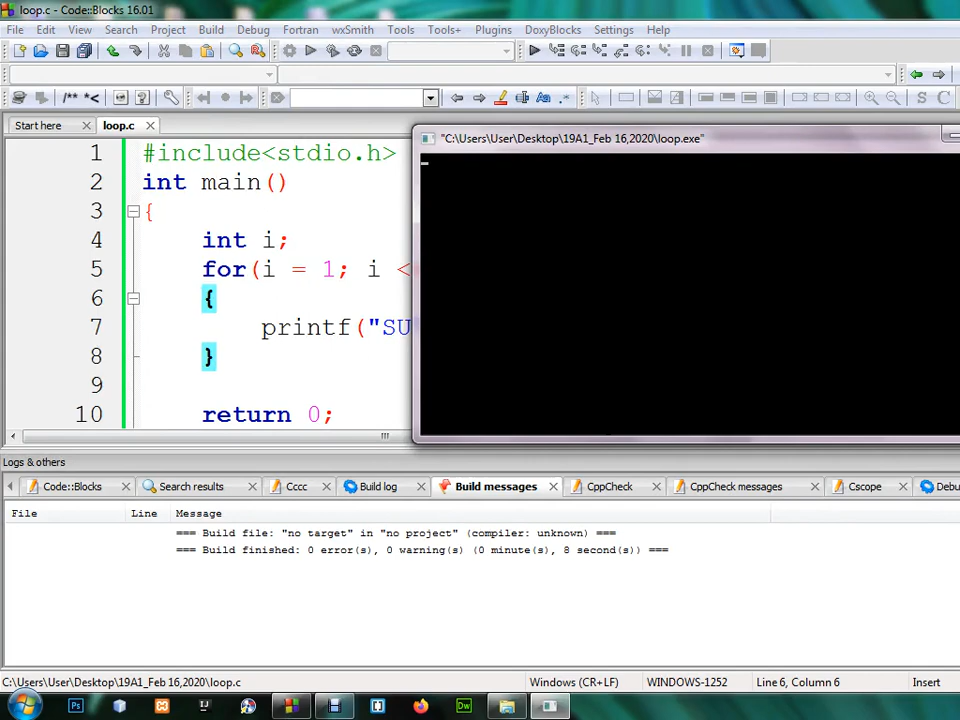 loop.c - Code::Blocks 16.01
File Edit View Search Project Build Debug Fortran wxSmith Tools Tools+ Plugins DoxyBlocks Settings Help
/** *<
S C
Start here loop.c
"C:\Users\User\Desktop\19A1_Feb 16,2020\loop.exe"
1 #include<stdio.h>
2 int main()
3 {
4 int i;
5 for(i = 1; i <
6 {
7 printf("SU
8 }
9
10 return 0;
Logs & others
Code::Blocks Search results Cccc Build log Build messages CppCheck CppCheck messages Cscope Debu
File Line Message
=== Build file: "no target" in "no project" (compiler: unknown) ===
=== Build finished: 0 error(s), 0 warning(s) (0 minute(s), 8 second(s)) ===
C:\Users\User\Desktop\19A1_Feb 16,2020\loop.c Windows (CR+LF) WINDOWS-1252 Line 6, Column 6 Insert
Ps IJ Dw